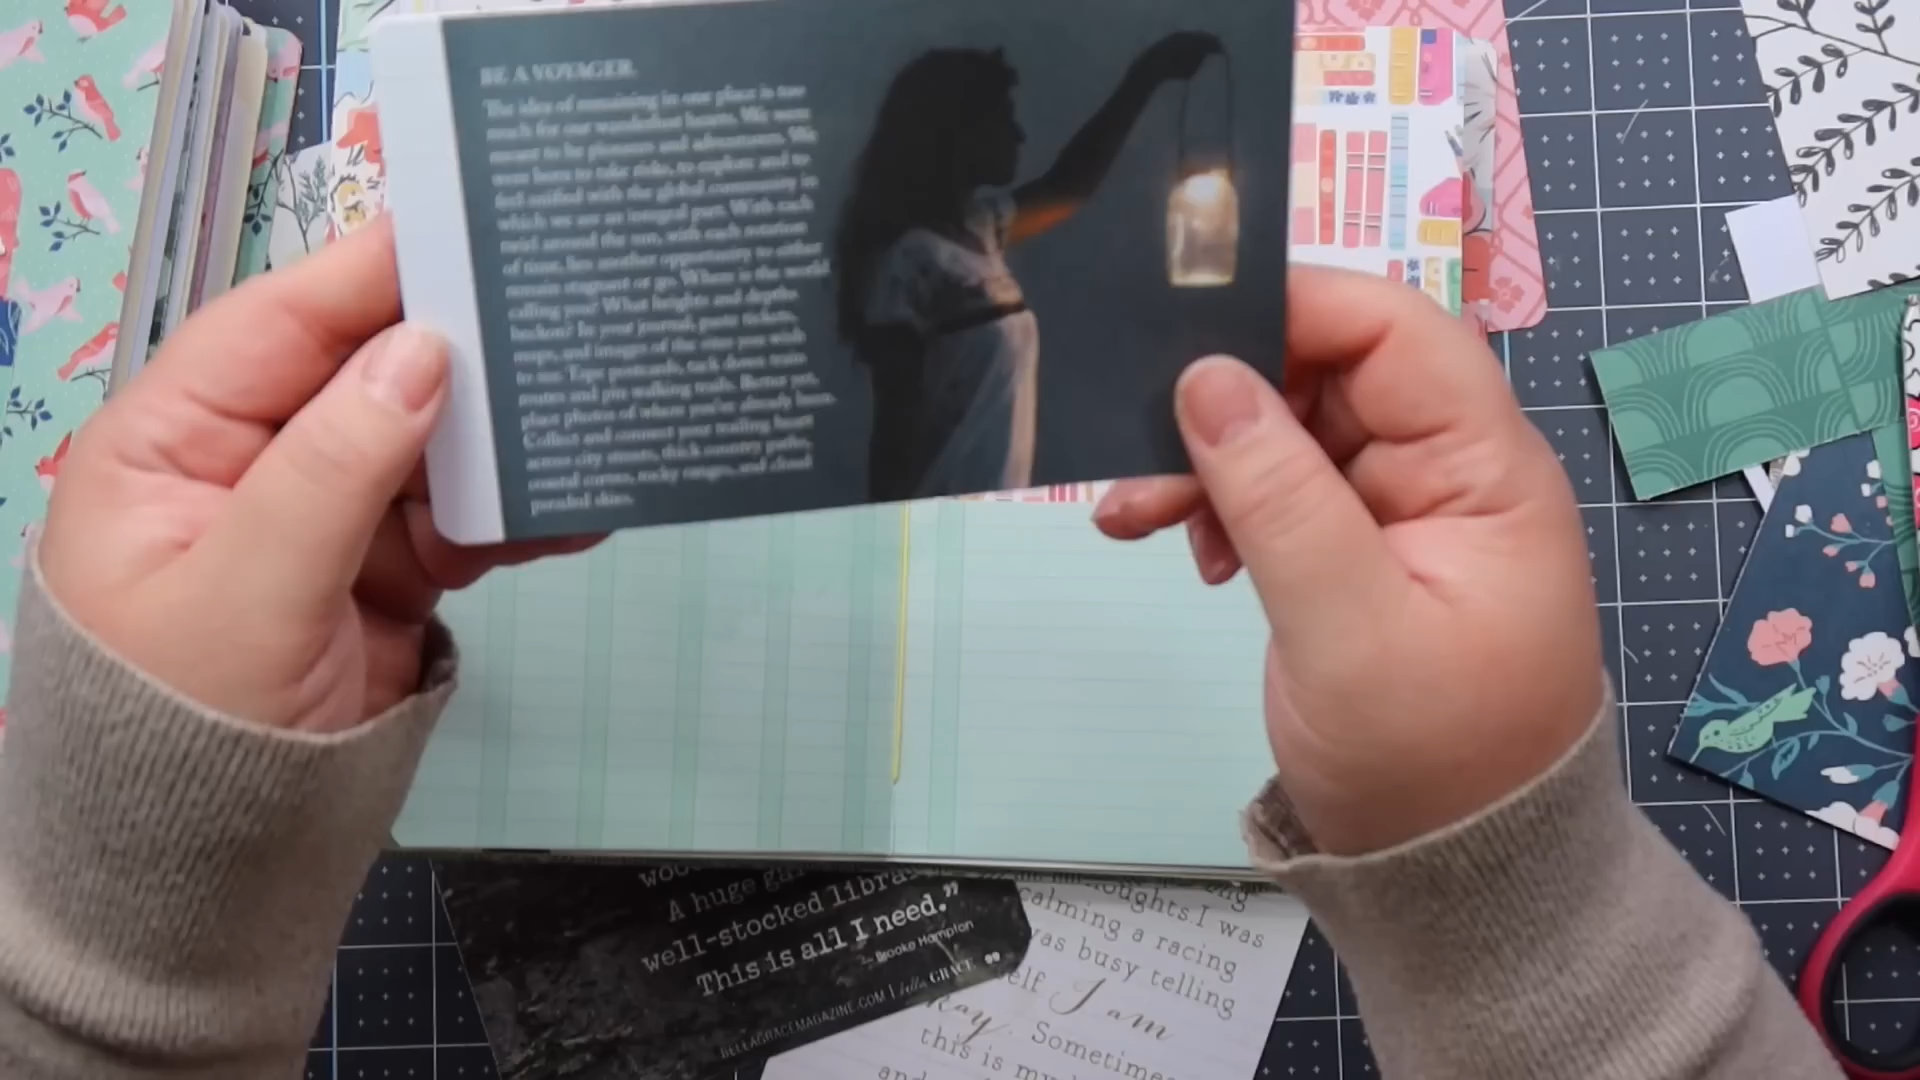 BE A VOYAGER.
The idea of remaining in one place is too
much for our wanderlust hearts. We were
meant to be pioneers and adventurers. We
were born to take risks, to explore and to
feel unified with the global community in
which we are an integral part. With each
twirl around the sun, with each rotation
of time, lies another opportunity to either
remain stagnant or go. Where is the world
calling you? What heights and depths
beckon? In your journal, paste tickets,
maps, and images of the sites you wish
to see. Tape postcards, tack down train
routes and pin walking trails. Better yet,
place photos of where you've already been.
Collect and connect your trailing heart
across city streets, thick country paths,
coastal curves, rocky ranges, and cloud
A huge
well-stocked
This is all I need.”
— Brooke Hampton
BELLAGRACEMAGAZINE.COM | bella GRACE
thoughts. I was
calming a racing
was busy telling
I am
Sometimes
this is my